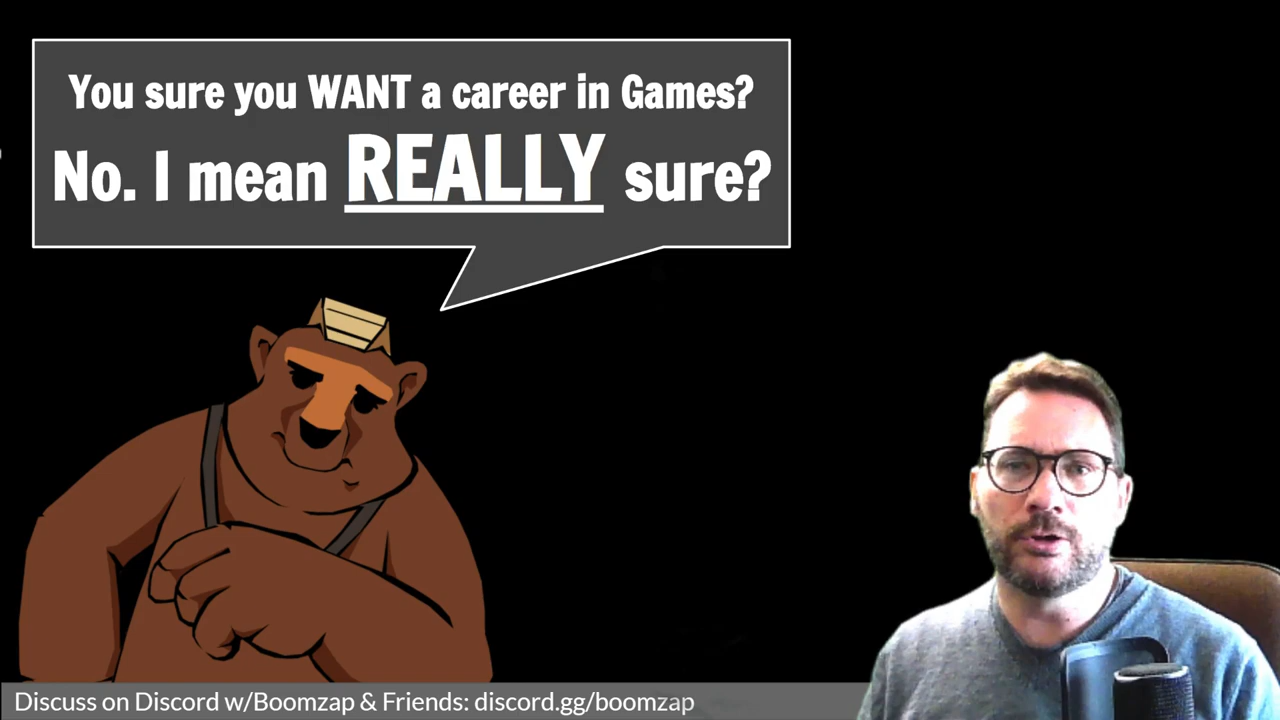 You sure you WANT a career in Games?
No. I mean REALLY sure?
Discuss on Discord w/Boomzap & Friends: discord.gg/boomzap